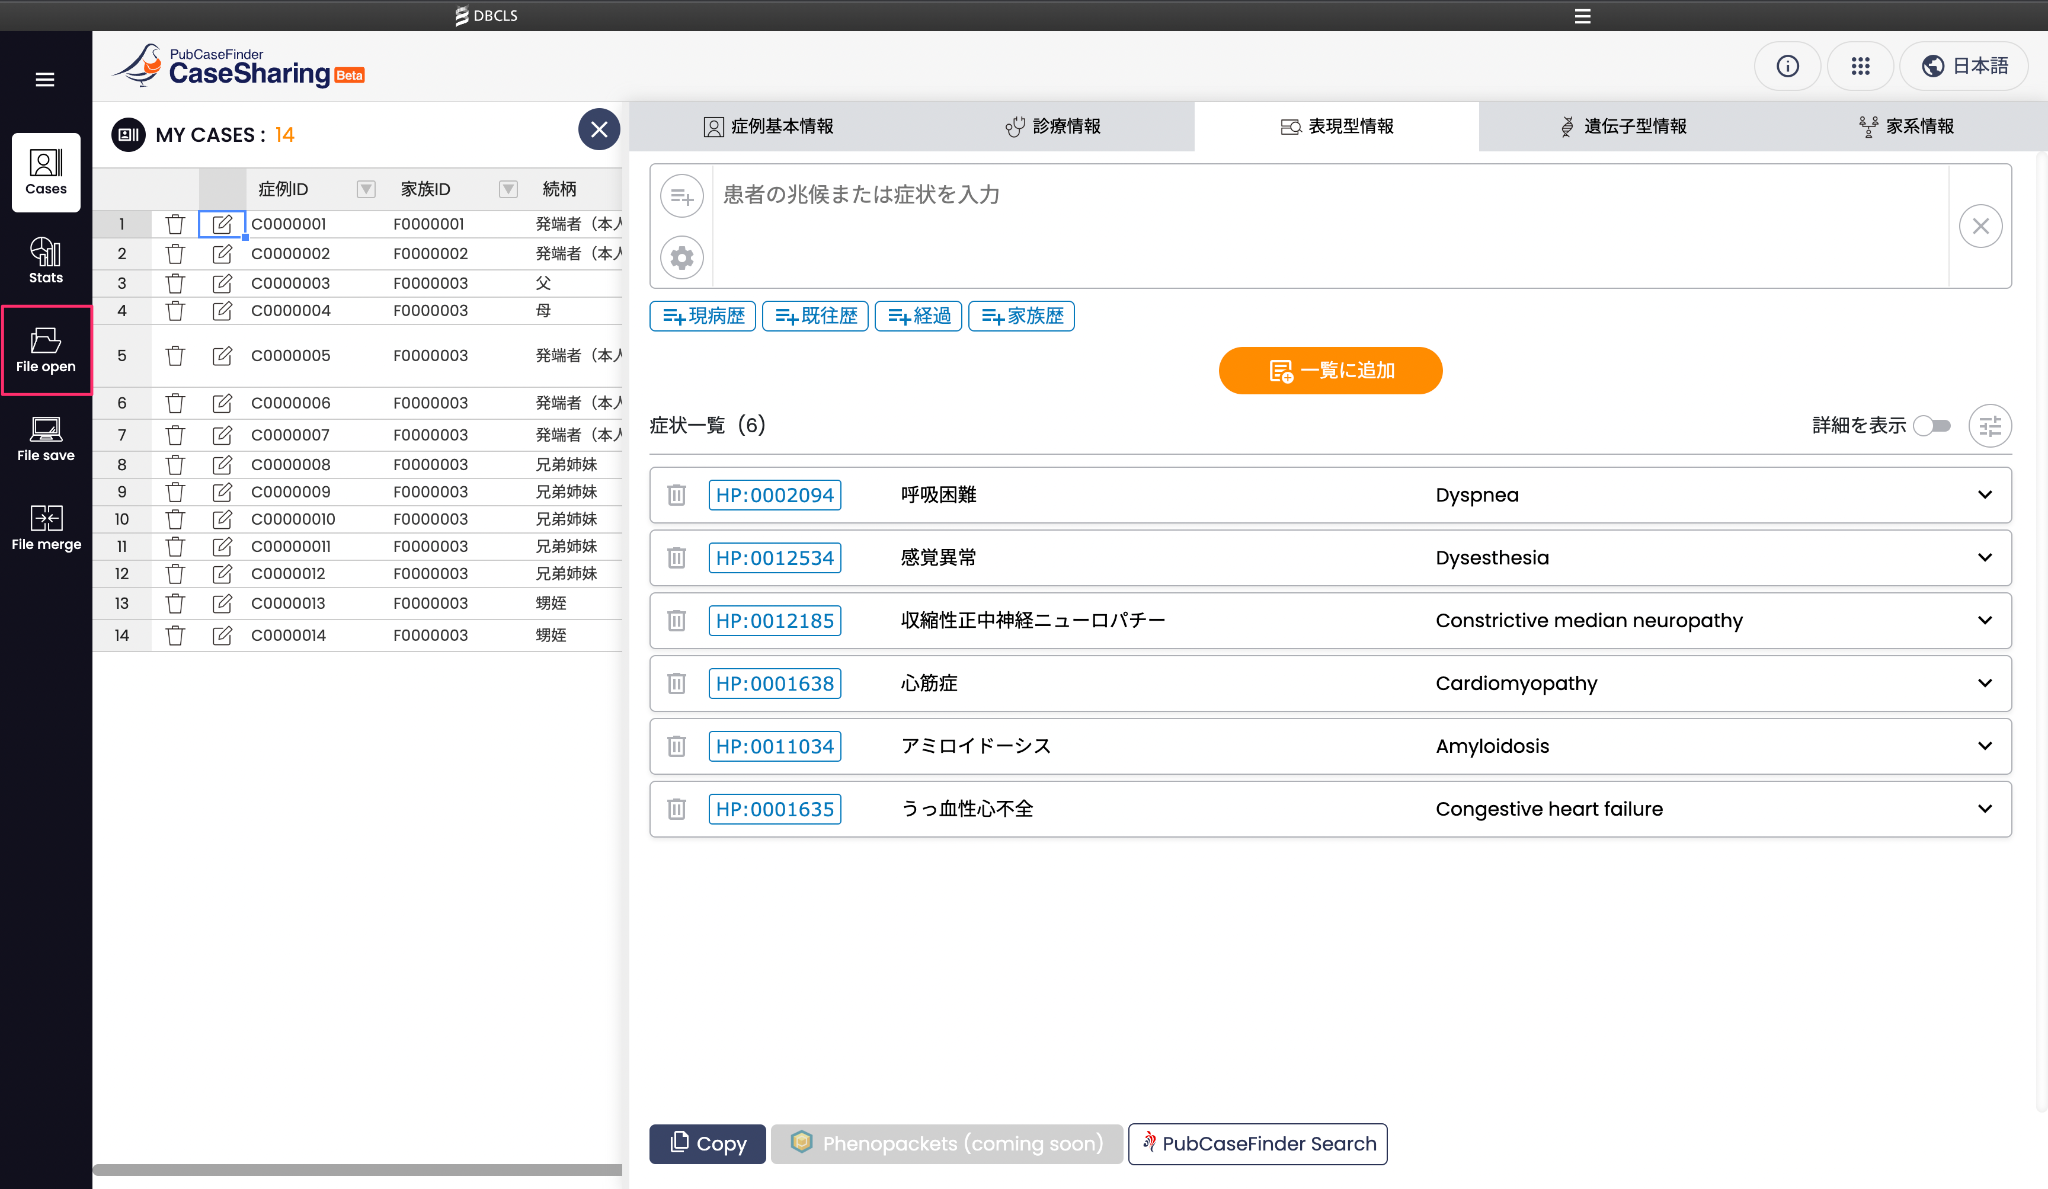 DBCLS
PubCaseFinder
CaseSharing Beta
日本語
Cases
Stats
File open
File save
File merge
MY CASES : 14
症例ID 家族ID 続柄
1 C0000001 F0000001 発端者（本人
2 C0000002 F0000002 発端者（本人
3 C0000003 F0000003 父
4 C0000004 F0000003 母
5 C0000005 F0000003 発端者（本人
6 C0000006 F0000003 発端者（本人
7 C0000007 F0000003 発端者（本人
8 C0000008 F0000003 兄弟姉妹
9 C0000009 F0000003 兄弟姉妹
10 C00000010 F0000003 兄弟姉妹
11 C00000011 F0000003 兄弟姉妹
12 C0000012 F0000003 兄弟姉妹
13 C0000013 F0000003 甥姪
14 C0000014 F0000003 甥姪
症例基本情報 診療情報 表現型情報 遺伝子型情報 家系情報
患者の兆候または症状を入力
現病歴 既往歴 経過 家族歴
一覧に追加
症状一覧 (6) 詳細を表示
HP:0002094 呼吸困難 Dyspnea
HP:0012534 感覚異常 Dysesthesia
HP:0012185 収縮性正中神経ニューロパチー Constrictive median neuropathy
HP:0001638 心筋症 Cardiomyopathy
HP:0011034 アミロイドーシス Amyloidosis
HP:0001635 うっ血性心不全 Congestive heart failure
Copy Phenopackets (coming soon) PubCaseFinder Search